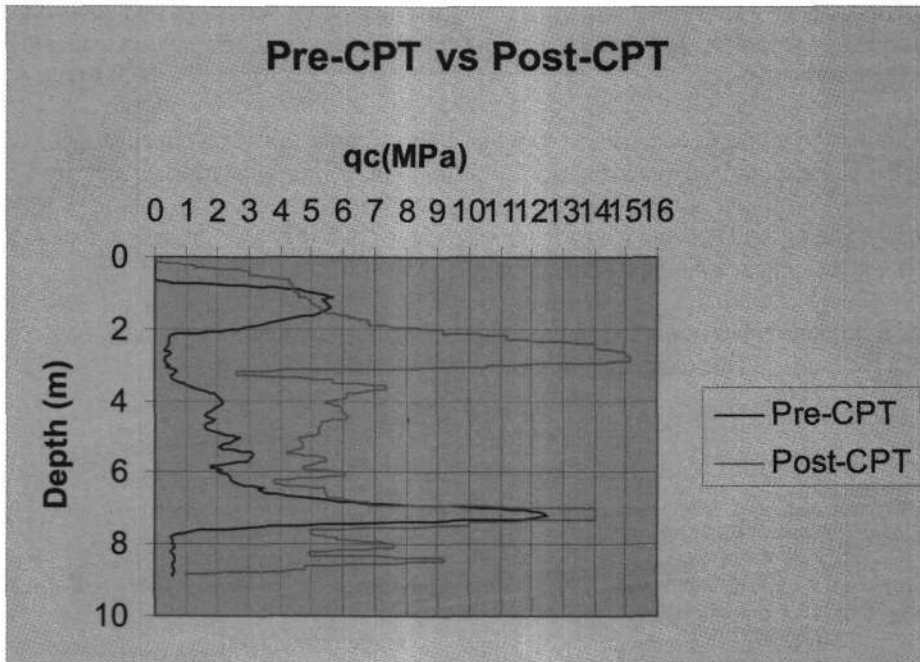 Pre-CPT vs Post-CPT
qc(MPa)
0 1 2 3 4 5 6 7 8 9 10 11 12 13 14 15 16
0
2
4
6
8
10
Depth (m)
Pre-CPT
Post-CPT